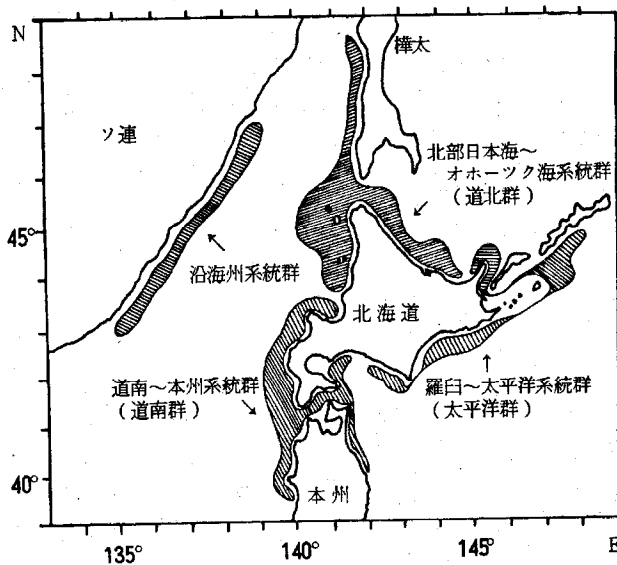 N
樺太
ソ連
北部日本海〜
オホーツク海系統群
(道北群)
45°
沿海州系統群
北海道
道南〜本州系統群
(道南群)
羅臼〜太平洋系統群
(太平洋群)
40°
本州
135°
140°
145°
E